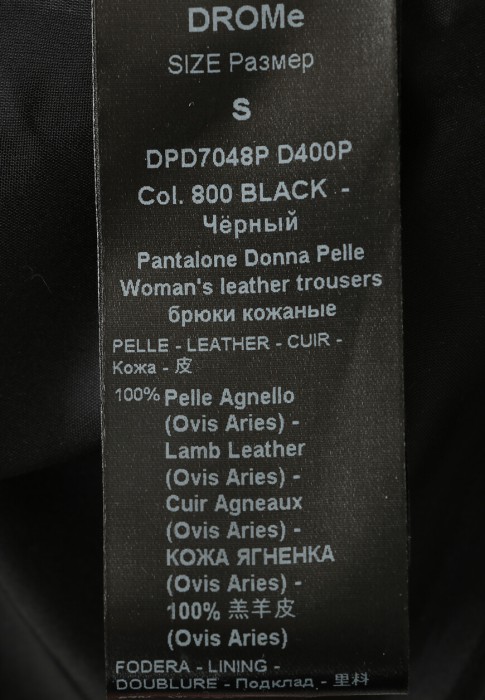 DROMe
SIZE Размер
S
DPD7048P D400P
Col. 800 BLACK -
Чёрный
Pantalone Donna Pelle
Woman's leather trousers
брюки кожаные
PELLE - LEATHER - CUIR -
Кожа - 皮
100% Pelle Agnello
(Ovis Aries) -
Lamb Leather
(Ovis Aries) -
Cuir Agneaux
(Ovis Aries) -
КОЖА ЯГНЕНКА
(Ovis Aries) -
100% 羔羊皮
(Ovis Aries)
FODERA - LINING -
DOUBLURE - Подклад - 里料